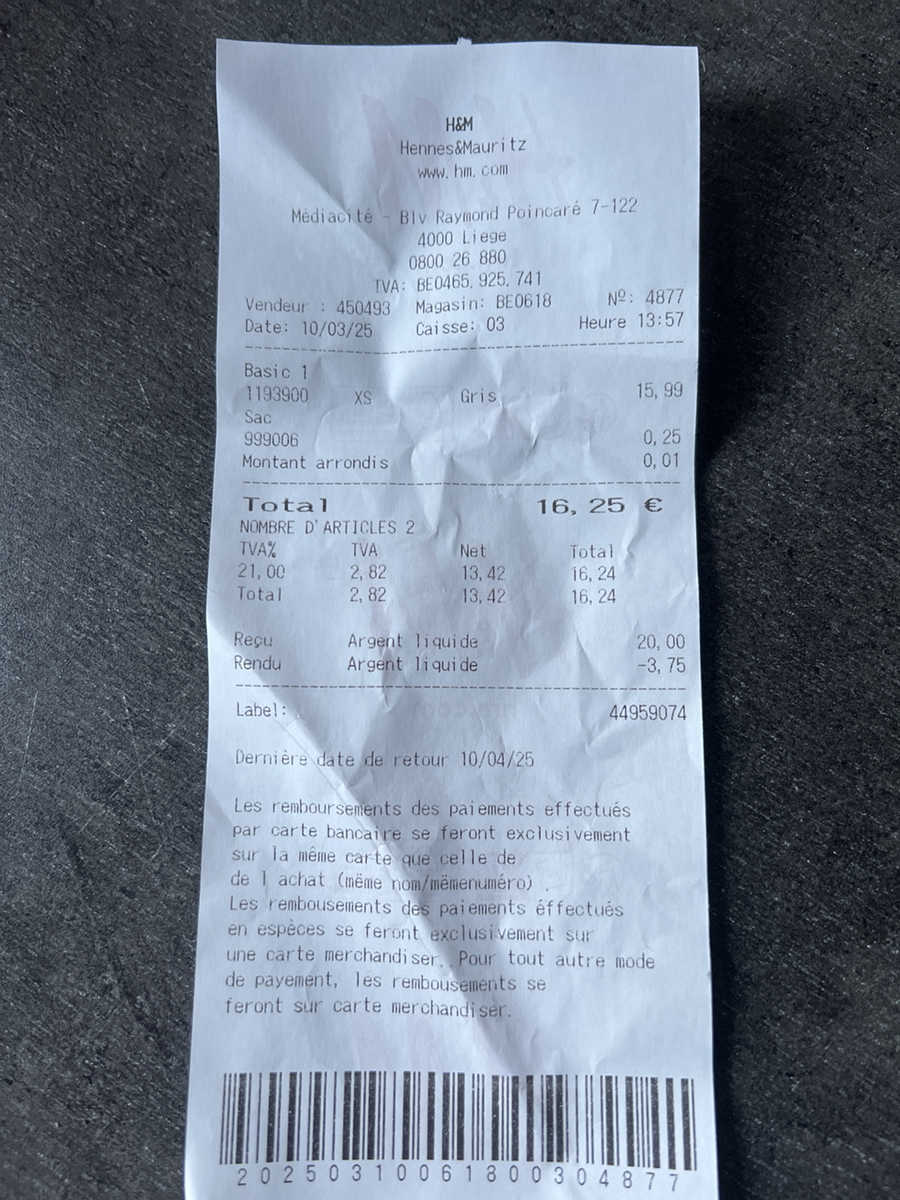 H&M
Hennes&Mauritz
www.hm.com
Médiacité - Blv Raymond Poincaré 7-122
4000 Liege
0800 26 880
TVA: BE0465.925.741
Vendeur : 450493 Magasin: BE0618 Nº: 4877
Date: 10/03/25 Caisse: 03 Heure 13:57
Basic 1
1193900 XS Gris 15,99
Sac
999006 0,25
Montant arrondis 0,01
Total 16,25 €
NOMBRE D'ARTICLES 2
TVA% TVA Net Total
21,00 2,82 13,42 16,24
Total 2,82 13,42 16,24
Reçu Argent liquide 20,00
Rendu Argent liquide -3,75
Label: 44959074
Dernière date de retour 10/04/25
Les remboursements des paiements effectués
par carte bancaire se feront exclusivement
sur la même carte que celle de
de l achat (mëme nom/mëmenuméro) .
Les rembousements des paiements éffectués
en espèces se feront exclusivement sur
une carte merchandiser. Pour tout autre mode
de payement, les rembousements se
feront sur carte merchandiser.
20250310061800304877